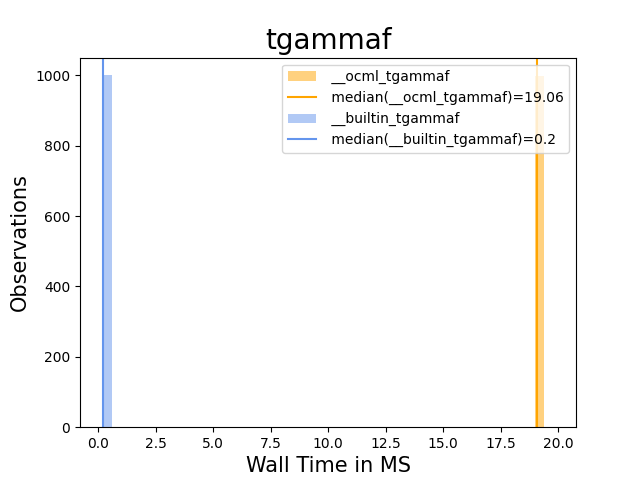 tgammaf
Observations
1000
800
600
400
200
0
__ocml_tgammaf
median(__ocml_tgammaf)=19.06
__builtin_tgammaf
median(__builtin_tgammaf)=0.2
0.0 2.5 5.0 7.5 10.0 12.5 15.0 17.5 20.0
Wall Time in MS